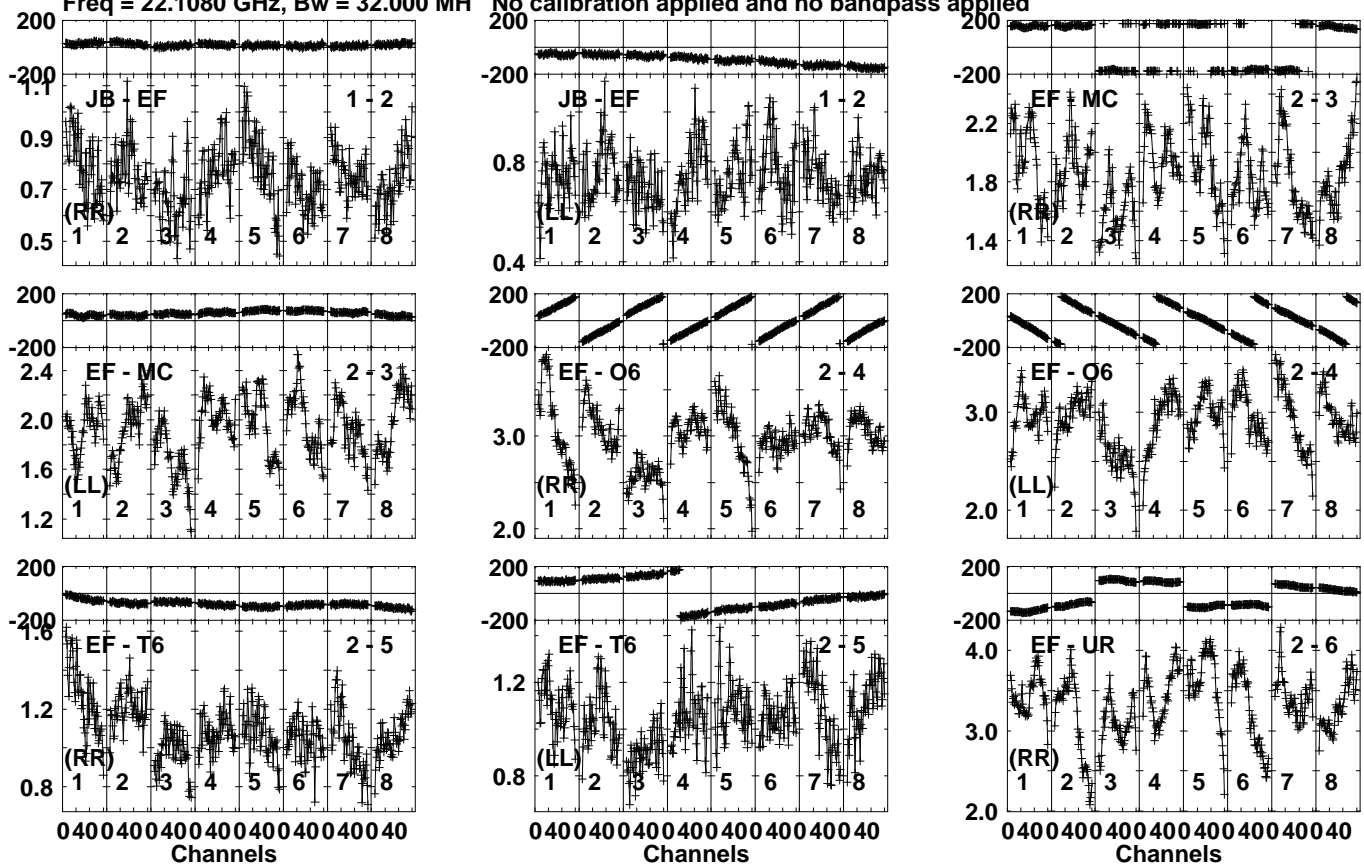 Freq = 22.1080 GHz, Bw = 32.000 MH No calibration applied and no bandpass applied
200
-200
1.1
0.9
0.7
0.5
JB - EF 1 - 2
(RR)
1 2 3 4 5 6 7 8
-200
0.8
0.4
JB - EF 1 - 2
(LL)
1 2 3 4 5 6 7 8
200
-200
2.2
1.8
1.4
EF - MC 2 - 3
(RR)
1 2 3 4 5 6 7 8
200
-200
2.4
2.0
1.6
1.2
EF - MC 2 - 3
(LL)
1 2 3 4 5 6 7 8
200
-200
3.0
2.0
EF - O6 2 - 4
(RR)
1 2 3 4 5 6 7 8
200
-200
3.0
2.0
EF - O6 2 - 4
(LL)
1 2 3 4 5 6 7 8
200
-200
1.6
1.2
0.8
EF - T6 2 - 5
(RR)
1 2 3 4 5 6 7 8
0 40 0 40 0 40 0 40 0 40 0 40 0 40 0 40
Channels
200
-200
1.2
0.8
EF - T6 2 - 5
(LL)
1 2 3 4 5 6 7 8
0 40 0 40 0 40 0 40 0 40 0 40 0 40 0 40
Channels
200
-200
4.0
3.0
2.0
EF - UR 2 - 6
(RR)
1 2 3 4 5 6 7 8
0 40 0 40 0 40 0 40 0 40 0 40 0 40 0 40
Channels